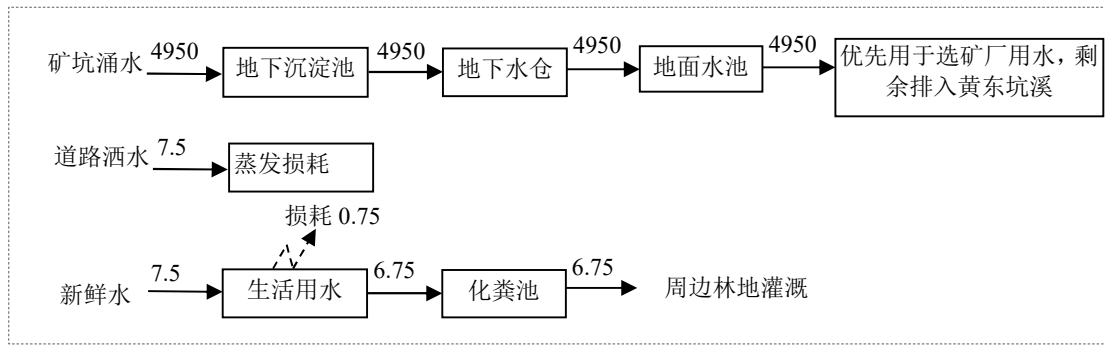 矿坑涌水
4950
地下沉淀池
4950
地下水仓
4950
地面水池
4950
优先用于选矿厂用水，剩
余排入黄东坑溪
道路洒水
7.5
蒸发损耗
损耗 0.75
新鲜水
7.5
生活用水
6.75
化粪池
6.75
周边林地灌溉